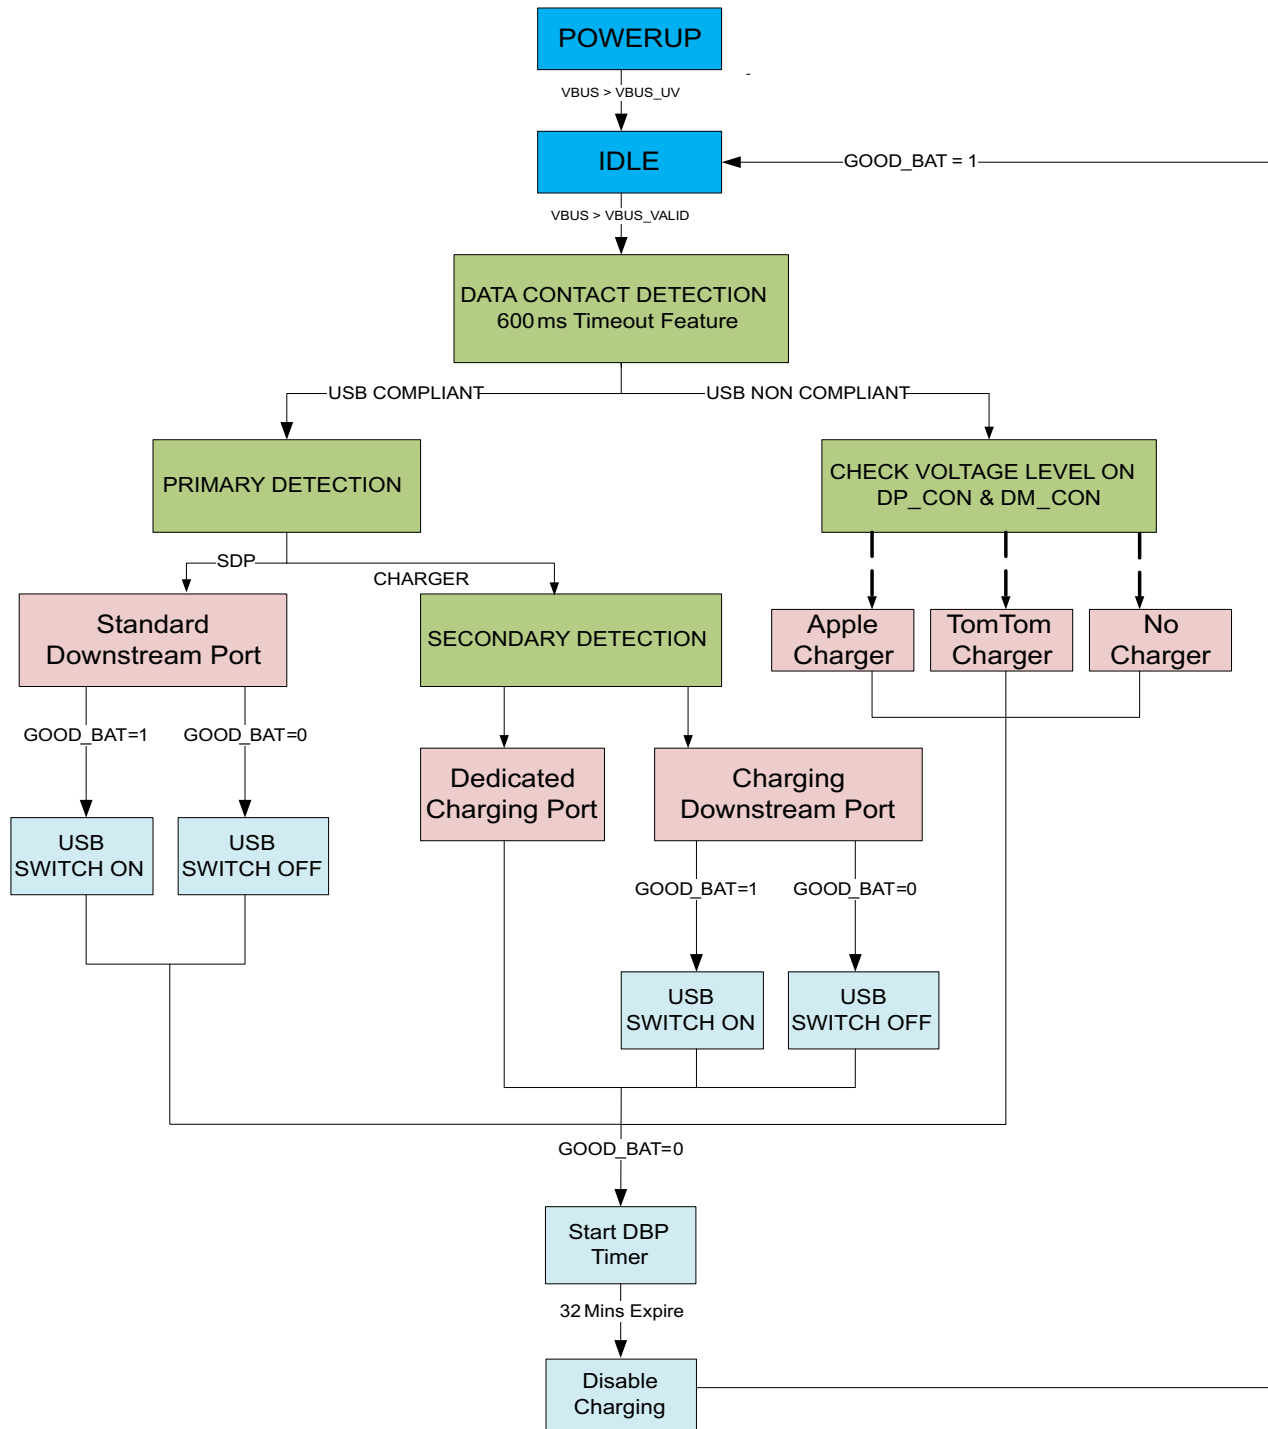 POWERUP
VBUS > VBUS_UV
IDLE
GOOD_BAT = 1
VBUS > VBUS_VALID
DATA CONTACT DETECTION
600ms Timeout Feature
USB COMPLIANT
USB NON COMPLIANT
PRIMARY DETECTION
CHECK VOLTAGE LEVEL ON
DP_CON & DM_CON
SDP
CHARGER
Standard
Downstream Port
SECONDARY DETECTION
Apple
Charger
TomTom
Charger
No
Charger
GOOD_BAT=1
GOOD_BAT=0
Dedicated
Charging Port
Charging
Downstream Port
USB
SWITCH ON
USB
SWITCH OFF
GOOD_BAT=1
GOOD_BAT=0
USB
SWITCH ON
USB
SWITCH OFF
GOOD_BAT=0
Start DBP
Timer
32 Mins Expire
Disable
Charging